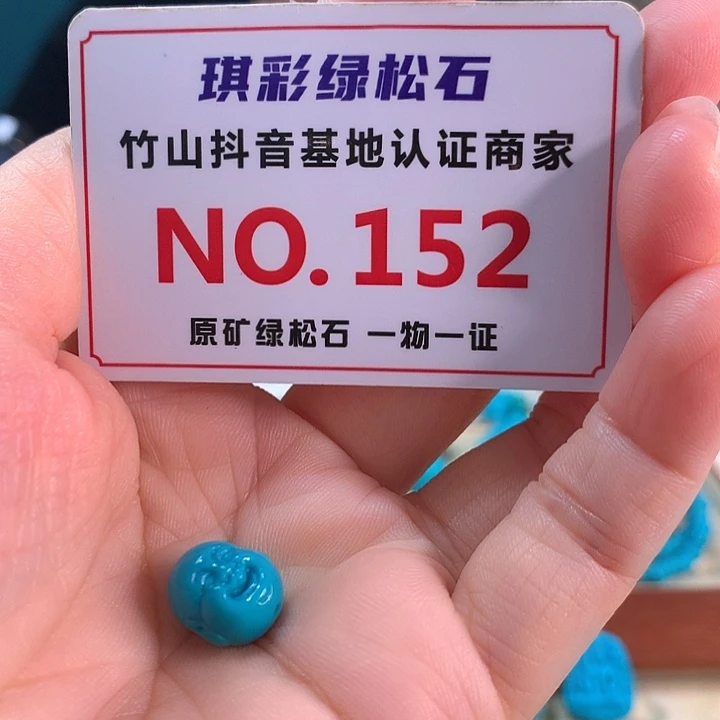 琪彩绿松石
竹山抖音基地认证商家
NO.152
原矿绿松石 一物一证